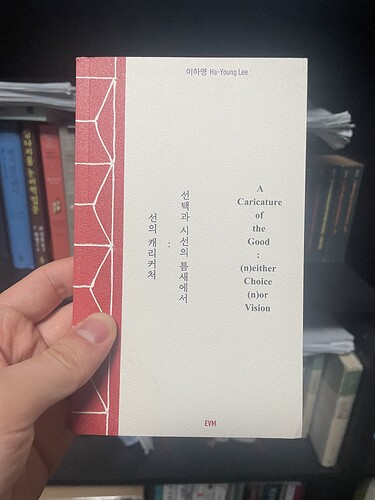 이하영 Ha-Young Lee
선의 캐리커처
:
선택과 시선의 틈새에서
A
Caricature
of
the
Good
:
(n)either
Choice
(n)or
Vision
EVM